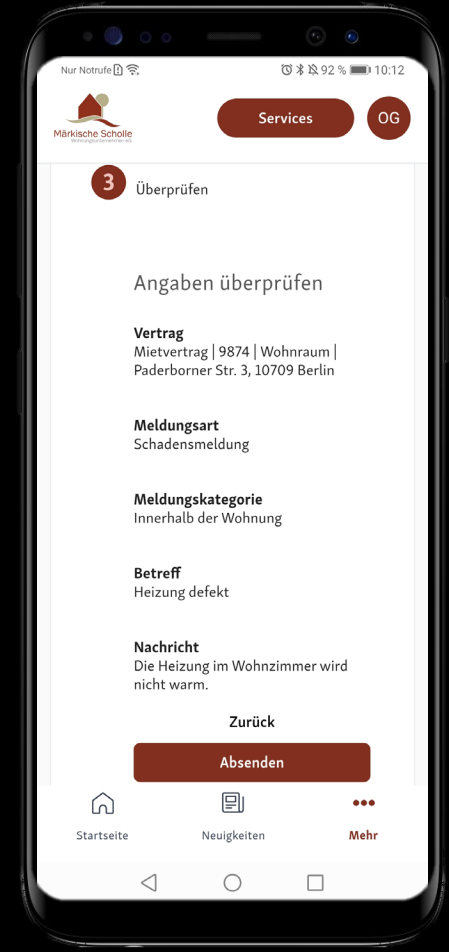 Nur Notrufe
92 % 10:12
Märkische Scholle
Wohnungsunternehmen eG
Services
OG
3
Überprüfen
Angaben überprüfen
Vertrag
Mietvertrag | 9874 | Wohnraum |
Paderborner Str. 3, 10709 Berlin
Meldungsart
Schadensmeldung
Meldungskategorie
Innerhalb der Wohnung
Betreff
Heizung defekt
Nachricht
Die Heizung im Wohnzimmer wird
nicht warm.
Zurück
Absenden
Startseite
Neuigkeiten
Mehr